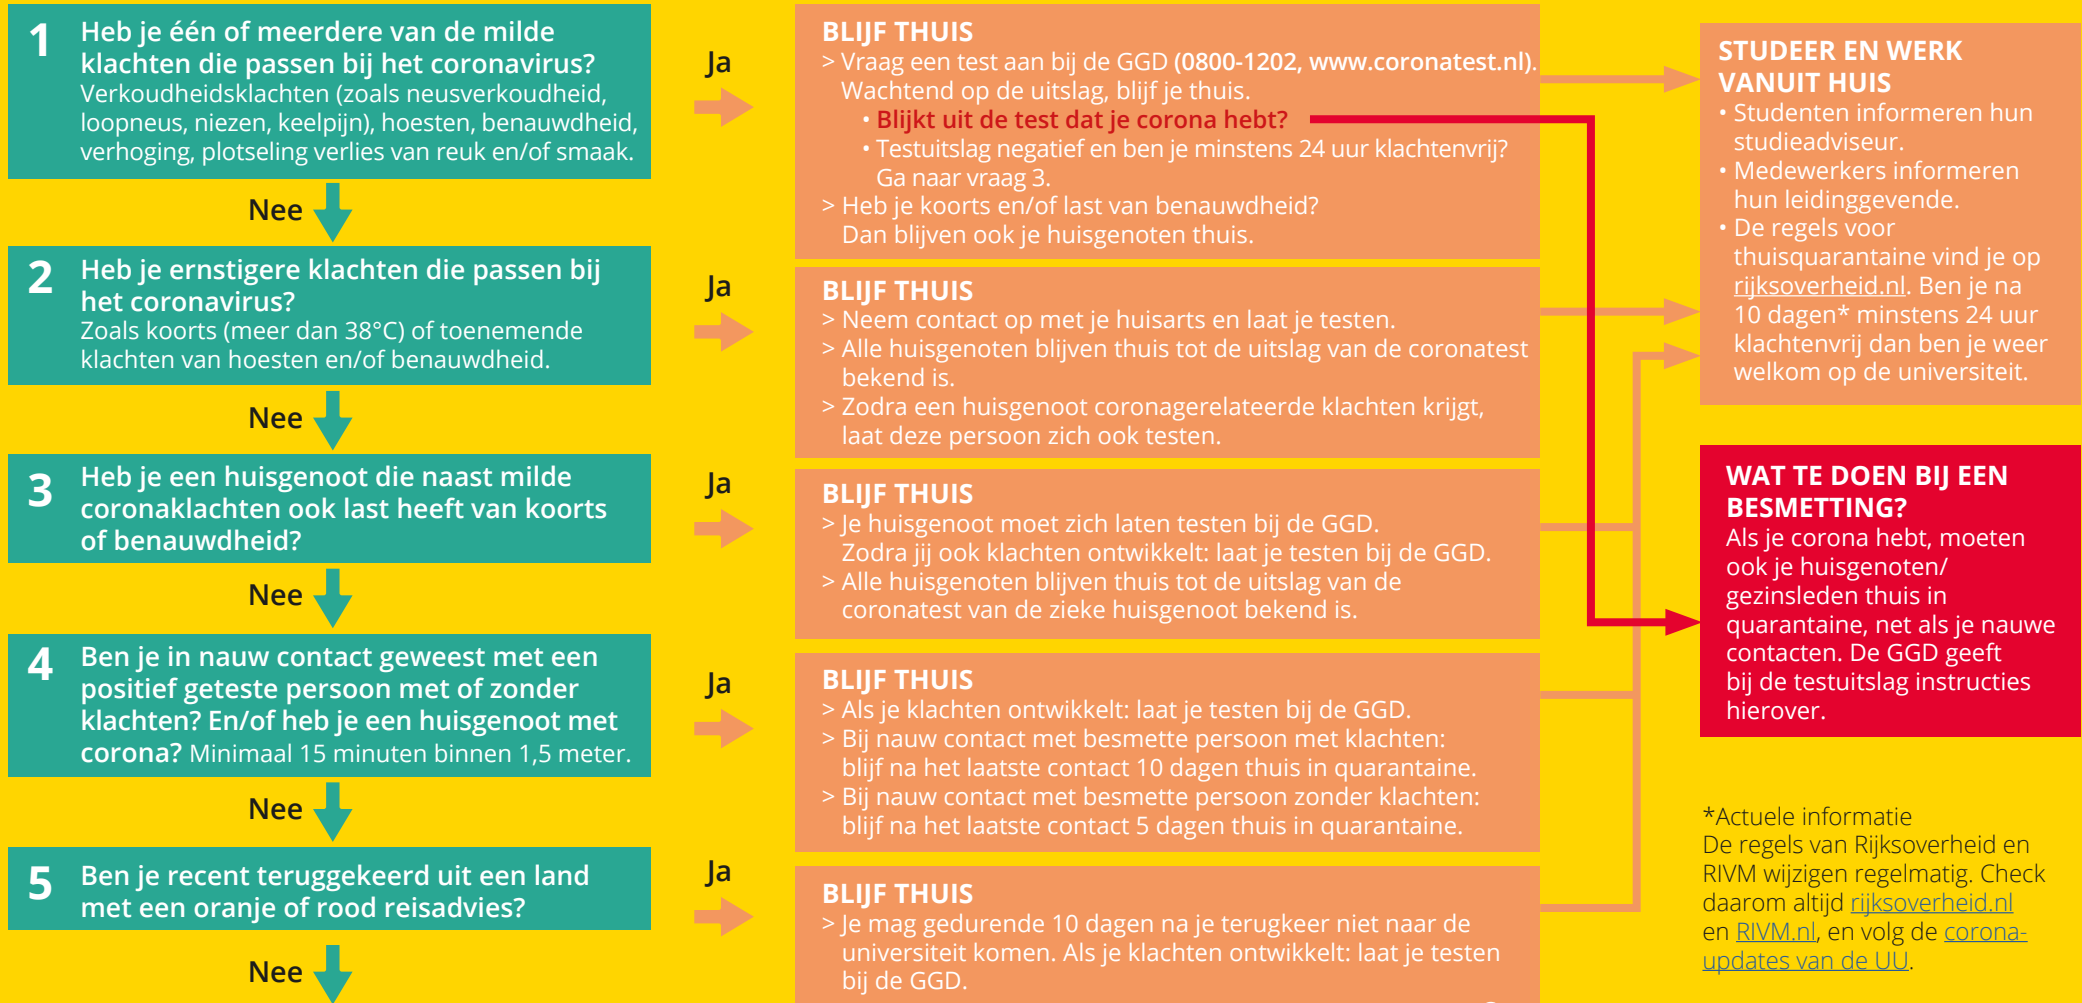 1 Heb je één of meerdere van de milde
klachten die passen bij het coronavirus?
Verkoudheidsklachten (zoals neusverkoudheid,
loopneus, niezen, keelpijn), hoesten, benauwdheid,
verhoging, plotseling verlies van reuk en/of smaak.
Ja
BLIJF THUIS
> Vraag een test aan bij de GGD (0800-1202, www.coronatest.nl).
Wachtend op de uitslag, blijf je thuis.
• Blijkt uit de test dat je corona hebt?
• Testuitslag negatief en ben je minstens 24 uur klachtenvrij?
Ga naar vraag 3.
> Heb je koorts en/of last van benauwdheid?
Dan blijven ook je huisgenoten thuis.
Nee
2 Heb je ernstigere klachten die passen bij
het coronavirus?
Zoals koorts (meer dan 38°C) of toenemende
klachten van hoesten en/of benauwdheid.
Ja
BLIJF THUIS
> Neem contact op met je huisarts en laat je testen.
> Alle huisgenoten blijven thuis tot de uitslag van de coronatest
bekend is.
> Zodra een huisgenoot coronagerelateerde klachten krijgt,
laat deze persoon zich ook testen.
Nee
3 Heb je een huisgenoot die naast milde
coronaklachten ook last heeft van koorts
of benauwdheid?
Ja
BLIJF THUIS
> Je huisgenoot moet zich laten testen bij de GGD.
Zodra jij ook klachten ontwikkelt: laat je testen bij de GGD.
> Alle huisgenoten blijven thuis tot de uitslag van de
coronatest van de zieke huisgenoot bekend is.
Nee
4 Ben je in nauw contact geweest met een
positief geteste persoon met of zonder
klachten? En/of heb je een huisgenoot met
corona? Minimaal 15 minuten binnen 1,5 meter.
Ja
BLIJF THUIS
> Als je klachten ontwikkelt: laat je testen bij de GGD.
> Bij nauw contact met besmette persoon met klachten:
blijf na het laatste contact 10 dagen thuis in quarantaine.
> Bij nauw contact met besmette persoon zonder klachten:
blijf na het laatste contact 5 dagen thuis in quarantaine.
Nee
5 Ben je recent teruggekeerd uit een land
met een oranje of rood reisadvies?
Ja
BLIJF THUIS
> Je mag gedurende 10 dagen na je terugkeer niet naar de
universiteit komen. Als je klachten ontwikkelt: laat je testen
bij de GGD.
Nee
STUDEER EN WERK
VANUIT HUIS
• Studenten informeren hun
studieadviseur.
• Medewerkers informeren
hun leidinggevende.
• De regels voor
thuisquarantaine vind je op
rijksoverheid.nl. Ben je na
10 dagen* minstens 24 uur
klachtenvrij dan ben je weer
welkom op de universiteit.
WAT TE DOEN BIJ EEN
BESMETTING?
Als je corona hebt, moeten
ook je huisgenoten/
gezinsleden thuis in
quarantaine, net als je nauwe
contacten. De GGD geeft
bij de testuitslag instructies
hierover.
*Actuele informatie
De regels van Rijksoverheid en
RIVM wijzigen regelmatig. Check
daarom altijd rijksoverheid.nl
en RIVM.nl, en volg de corona-
updates van de UU.